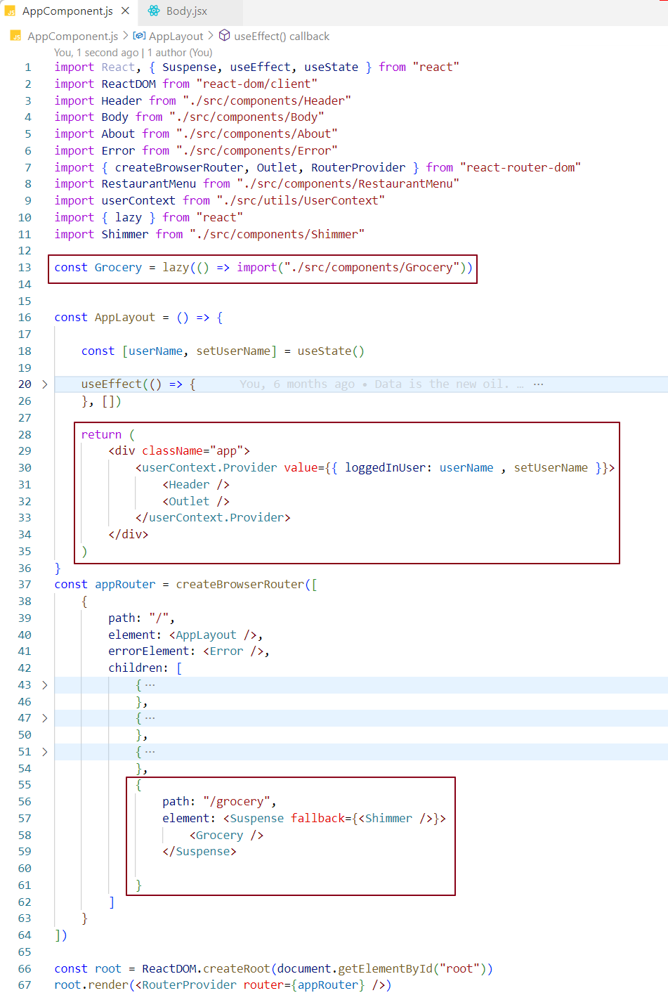 JS AppComponent.js × Body.jsx
JS AppComponent.js > AppLayout > useEffect() callback
You, 1 second ago | 1 author (You)
1 import React, { Suspense, useEffect, useState } from "react"
2 import ReactDOM from "react-dom/client"
3 import Header from "./src/components/Header"
4 import Body from "./src/components/Body"
5 import About from "./src/components/About"
6 import Error from "./src/components/Error"
7 import { createBrowserRouter, Outlet, RouterProvider } from "react-router-dom"
8 import RestaurantMenu from "./src/components/RestaurantMenu"
9 import userContext from "./src/utils/UserContext"
10 import { lazy } from "react"
11 import Shimmer from "./src/components/Shimmer"
12
13 const Grocery = lazy(() => import("./src/components/Grocery"))
14
15
16 const AppLayout = () => {
17
18     const [userName, setUserName] = useState()
19
20 >     useEffect(() => {     You, 6 months ago • Data is the new oil. … ⋯
26     }, [])
27
28     return (
29         <div className="app">
30             <userContext.Provider value={{ loggedInUser: userName , setUserName }}>
31                 <Header />
32                 <Outlet />
33             </userContext.Provider>
34         </div>
35     )
36 }
37 const appRouter = createBrowserRouter([
38     {
39         path: "/",
40         element: <AppLayout />,
41         errorElement: <Error />,
42         children: [
43 >             { ⋯
46             },
47 >             { ⋯
50             },
51 >             { ⋯
54             },
55             {
56                 path: "/grocery",
57                 element: <Suspense fallback={<Shimmer />}>
58                     <Grocery />
59                 </Suspense>
60
61             }
62         ]
63     }
64 ])
65
66 const root = ReactDOM.createRoot(document.getElementById("root"))
67 root.render(<RouterProvider router={appRouter} />)